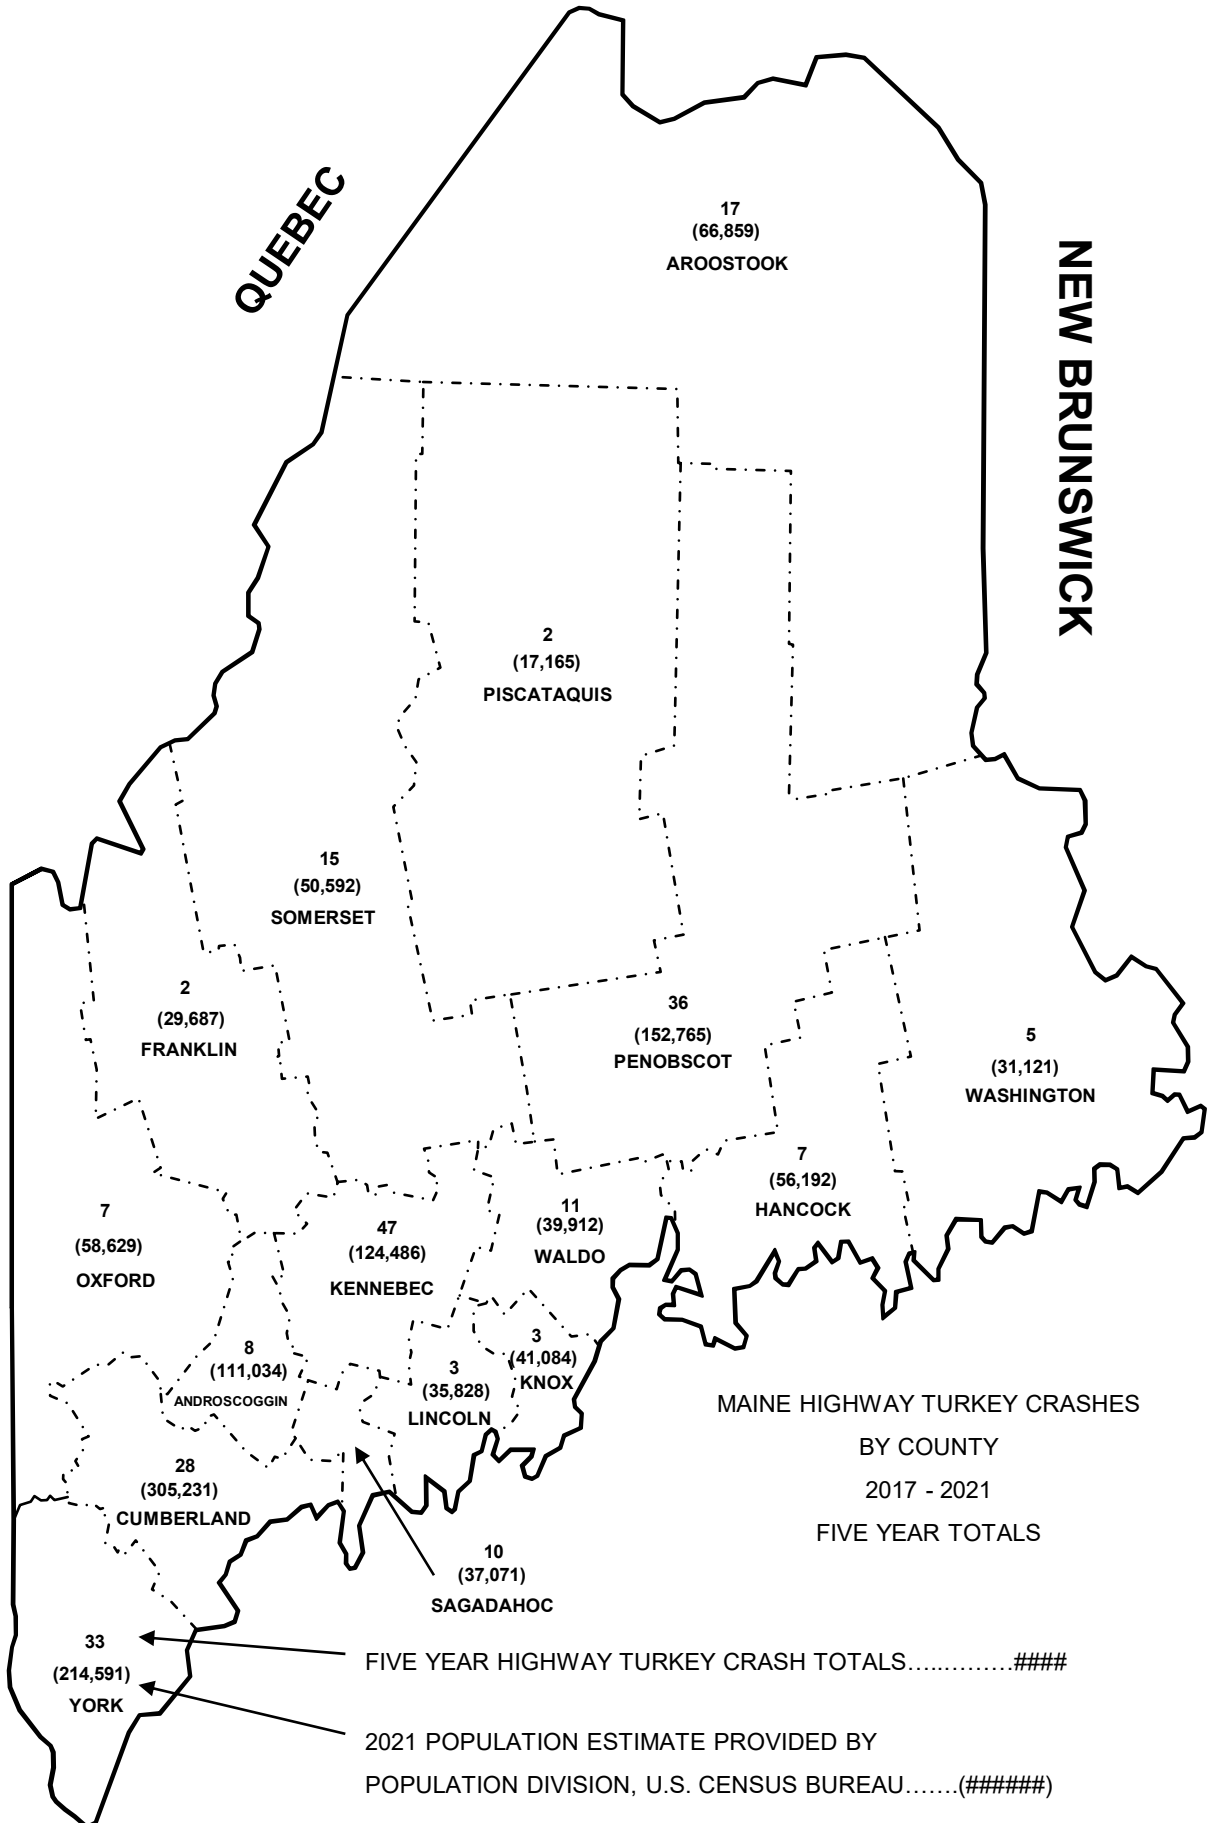 QUEBEC
NEW BRUNSWICK
17
(66,859)
AROOSTOOK
2
(17,165)
PISCATAQUIS
15
(50,592)
SOMERSET
2
(29,687)
FRANKLIN
36
(152,765)
PENOBSCOT
5
(31,121)
WASHINGTON
7
(56,192)
HANCOCK
7
(58,629)
OXFORD
47
(124,486)
KENNEBEC
11
(39,912)
WALDO
8
(111,034)
ANDROSCOGGIN
3
(35,828)
LINCOLN
3
(41,084)
KNOX
28
(305,231)
CUMBERLAND
10
(37,071)
SAGADAHOC
33
(214,591)
YORK
MAINE HIGHWAY TURKEY CRASHES
BY COUNTY
2017 - 2021
FIVE YEAR TOTALS
FIVE YEAR HIGHWAY TURKEY CRASH TOTALS…..………####
2021 POPULATION ESTIMATE PROVIDED BY
POPULATION DIVISION, U.S. CENSUS BUREAU…….(######)